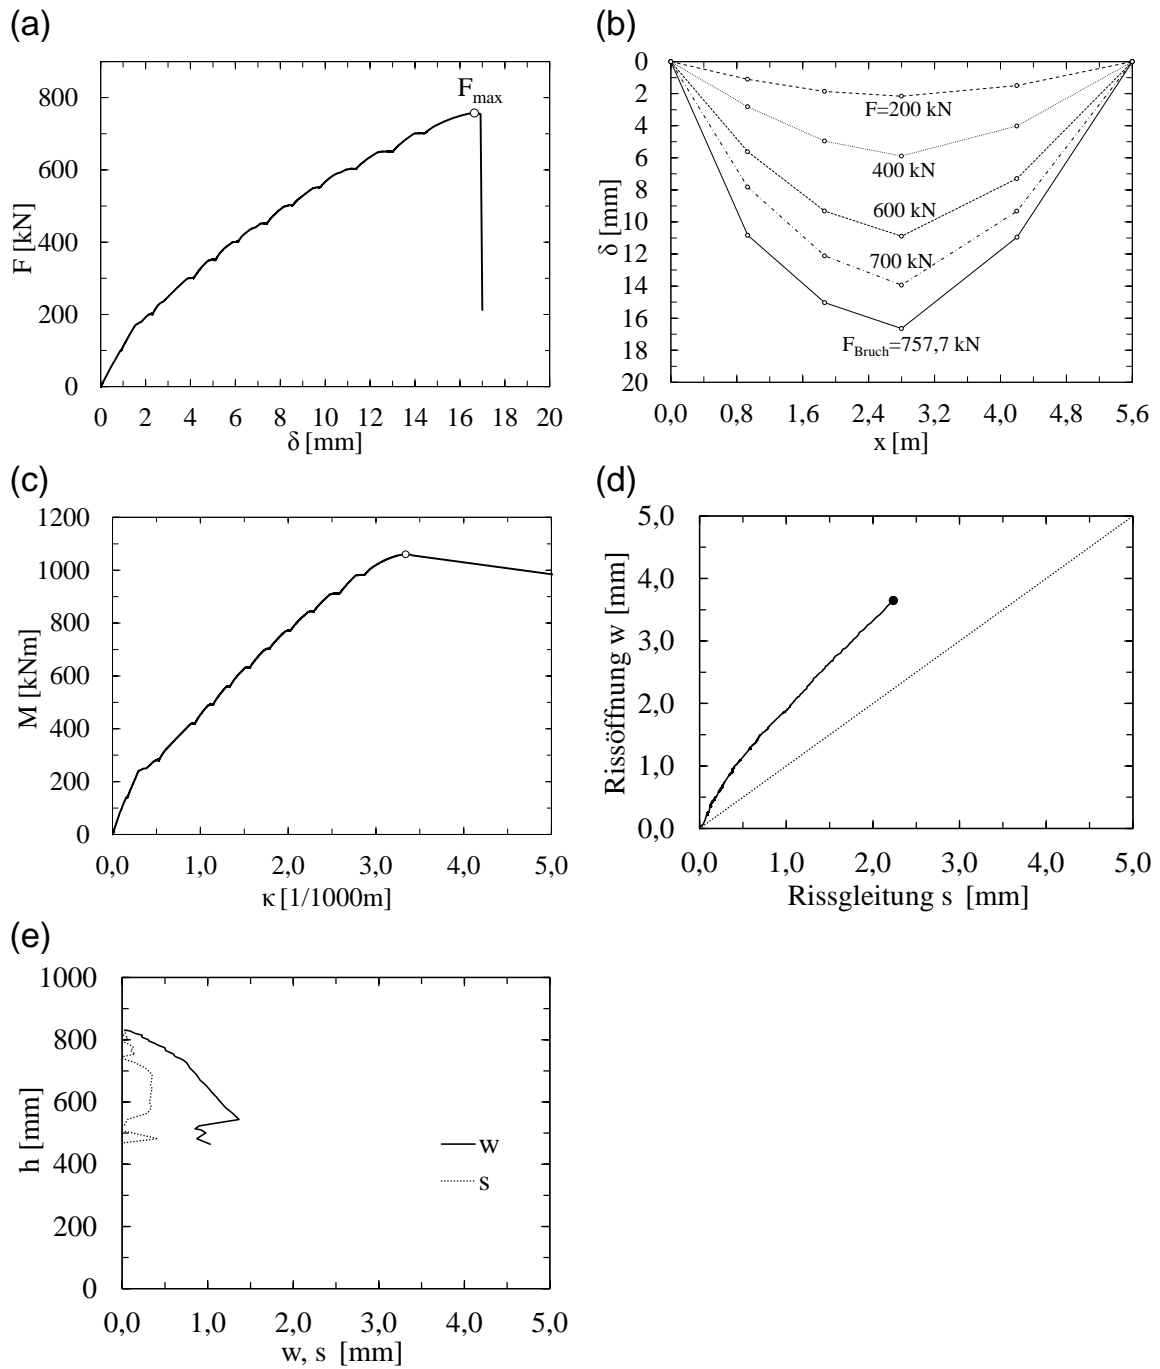 (a)
F_max
800
600
400
200
0
F [kN]
0 2 4 6 8 10 12 14 16 18 20
δ [mm]
(b)
0
2
4
6
8
10
12
14
16
18
20
δ [mm]
F=200 kN
400 kN
600 kN
700 kN
F_Bruch=757,7 kN
0,0 0,8 1,6 2,4 3,2 4,0 4,8 5,6
x [m]
(c)
1200
1000
800
600
400
200
0
M [kNm]
0,0 1,0 2,0 3,0 4,0 5,0
κ [1/1000m]
(d)
5,0
4,0
3,0
2,0
1,0
0,0
Rissöffnung w [mm]
0,0 1,0 2,0 3,0 4,0 5,0
Rissgleitung s [mm]
(e)
1000
800
600
400
200
0
h [mm]
w
s
0,0 1,0 2,0 3,0 4,0 5,0
w, s [mm]